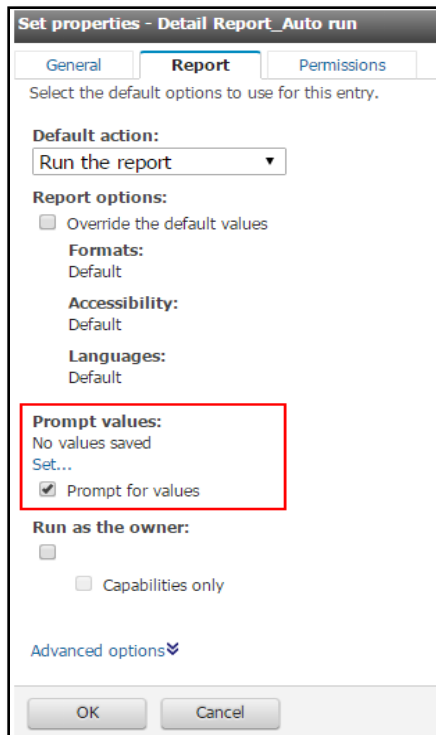 Set properties - Detail Report_Auto run
General Report Permissions
Select the default options to use for this entry.
Default action:
Run the report
Report options:
Override the default values
Formats:
Default
Accessibility:
Default
Languages:
Default
Prompt values:
No values saved
Set...
Prompt for values
Run as the owner:
Capabilities only
Advanced options
OK Cancel